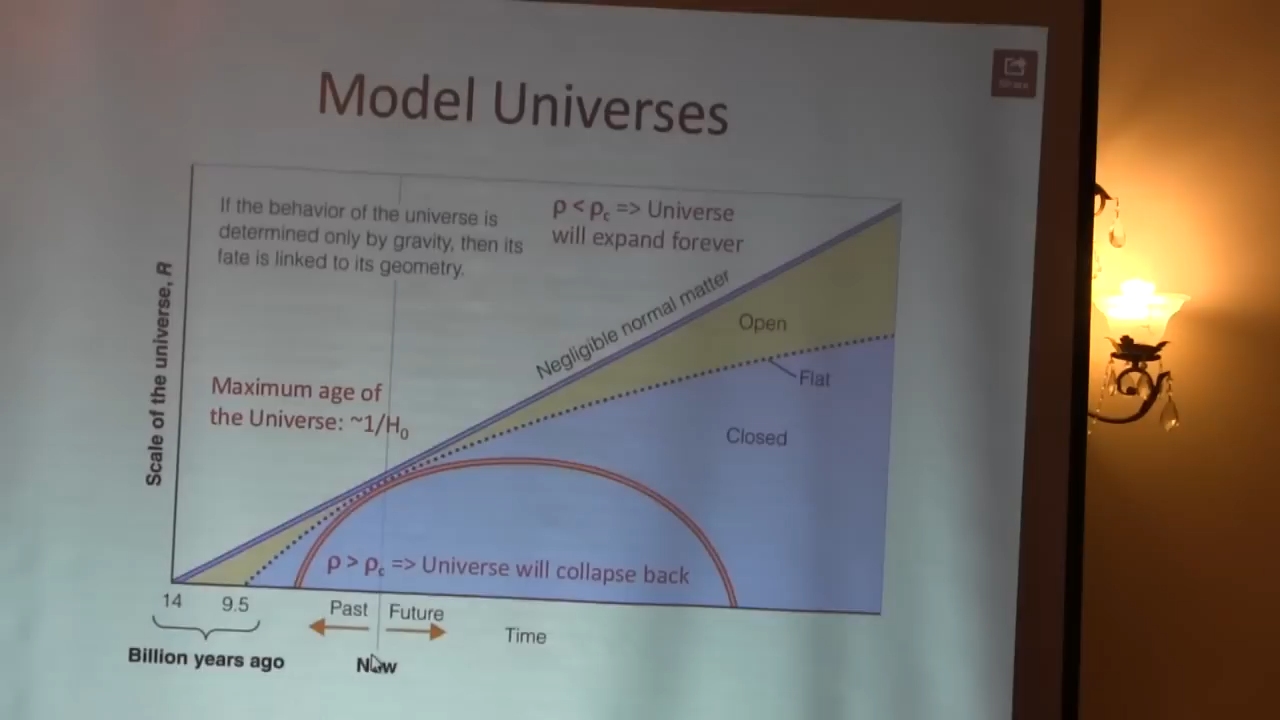 Model Universes
Share
If the behavior of the universe is
determined only by gravity, then its
fate is linked to its geometry.
ρ < ρc => Universe
will expand forever
Negligible normal matter
Open
Flat
Closed
Maximum age of
the Universe: ~1/H0
Scale of the universe, R
ρ > ρc => Universe will collapse back
14
9.5
Past
Future
Time
Billion years ago
Now